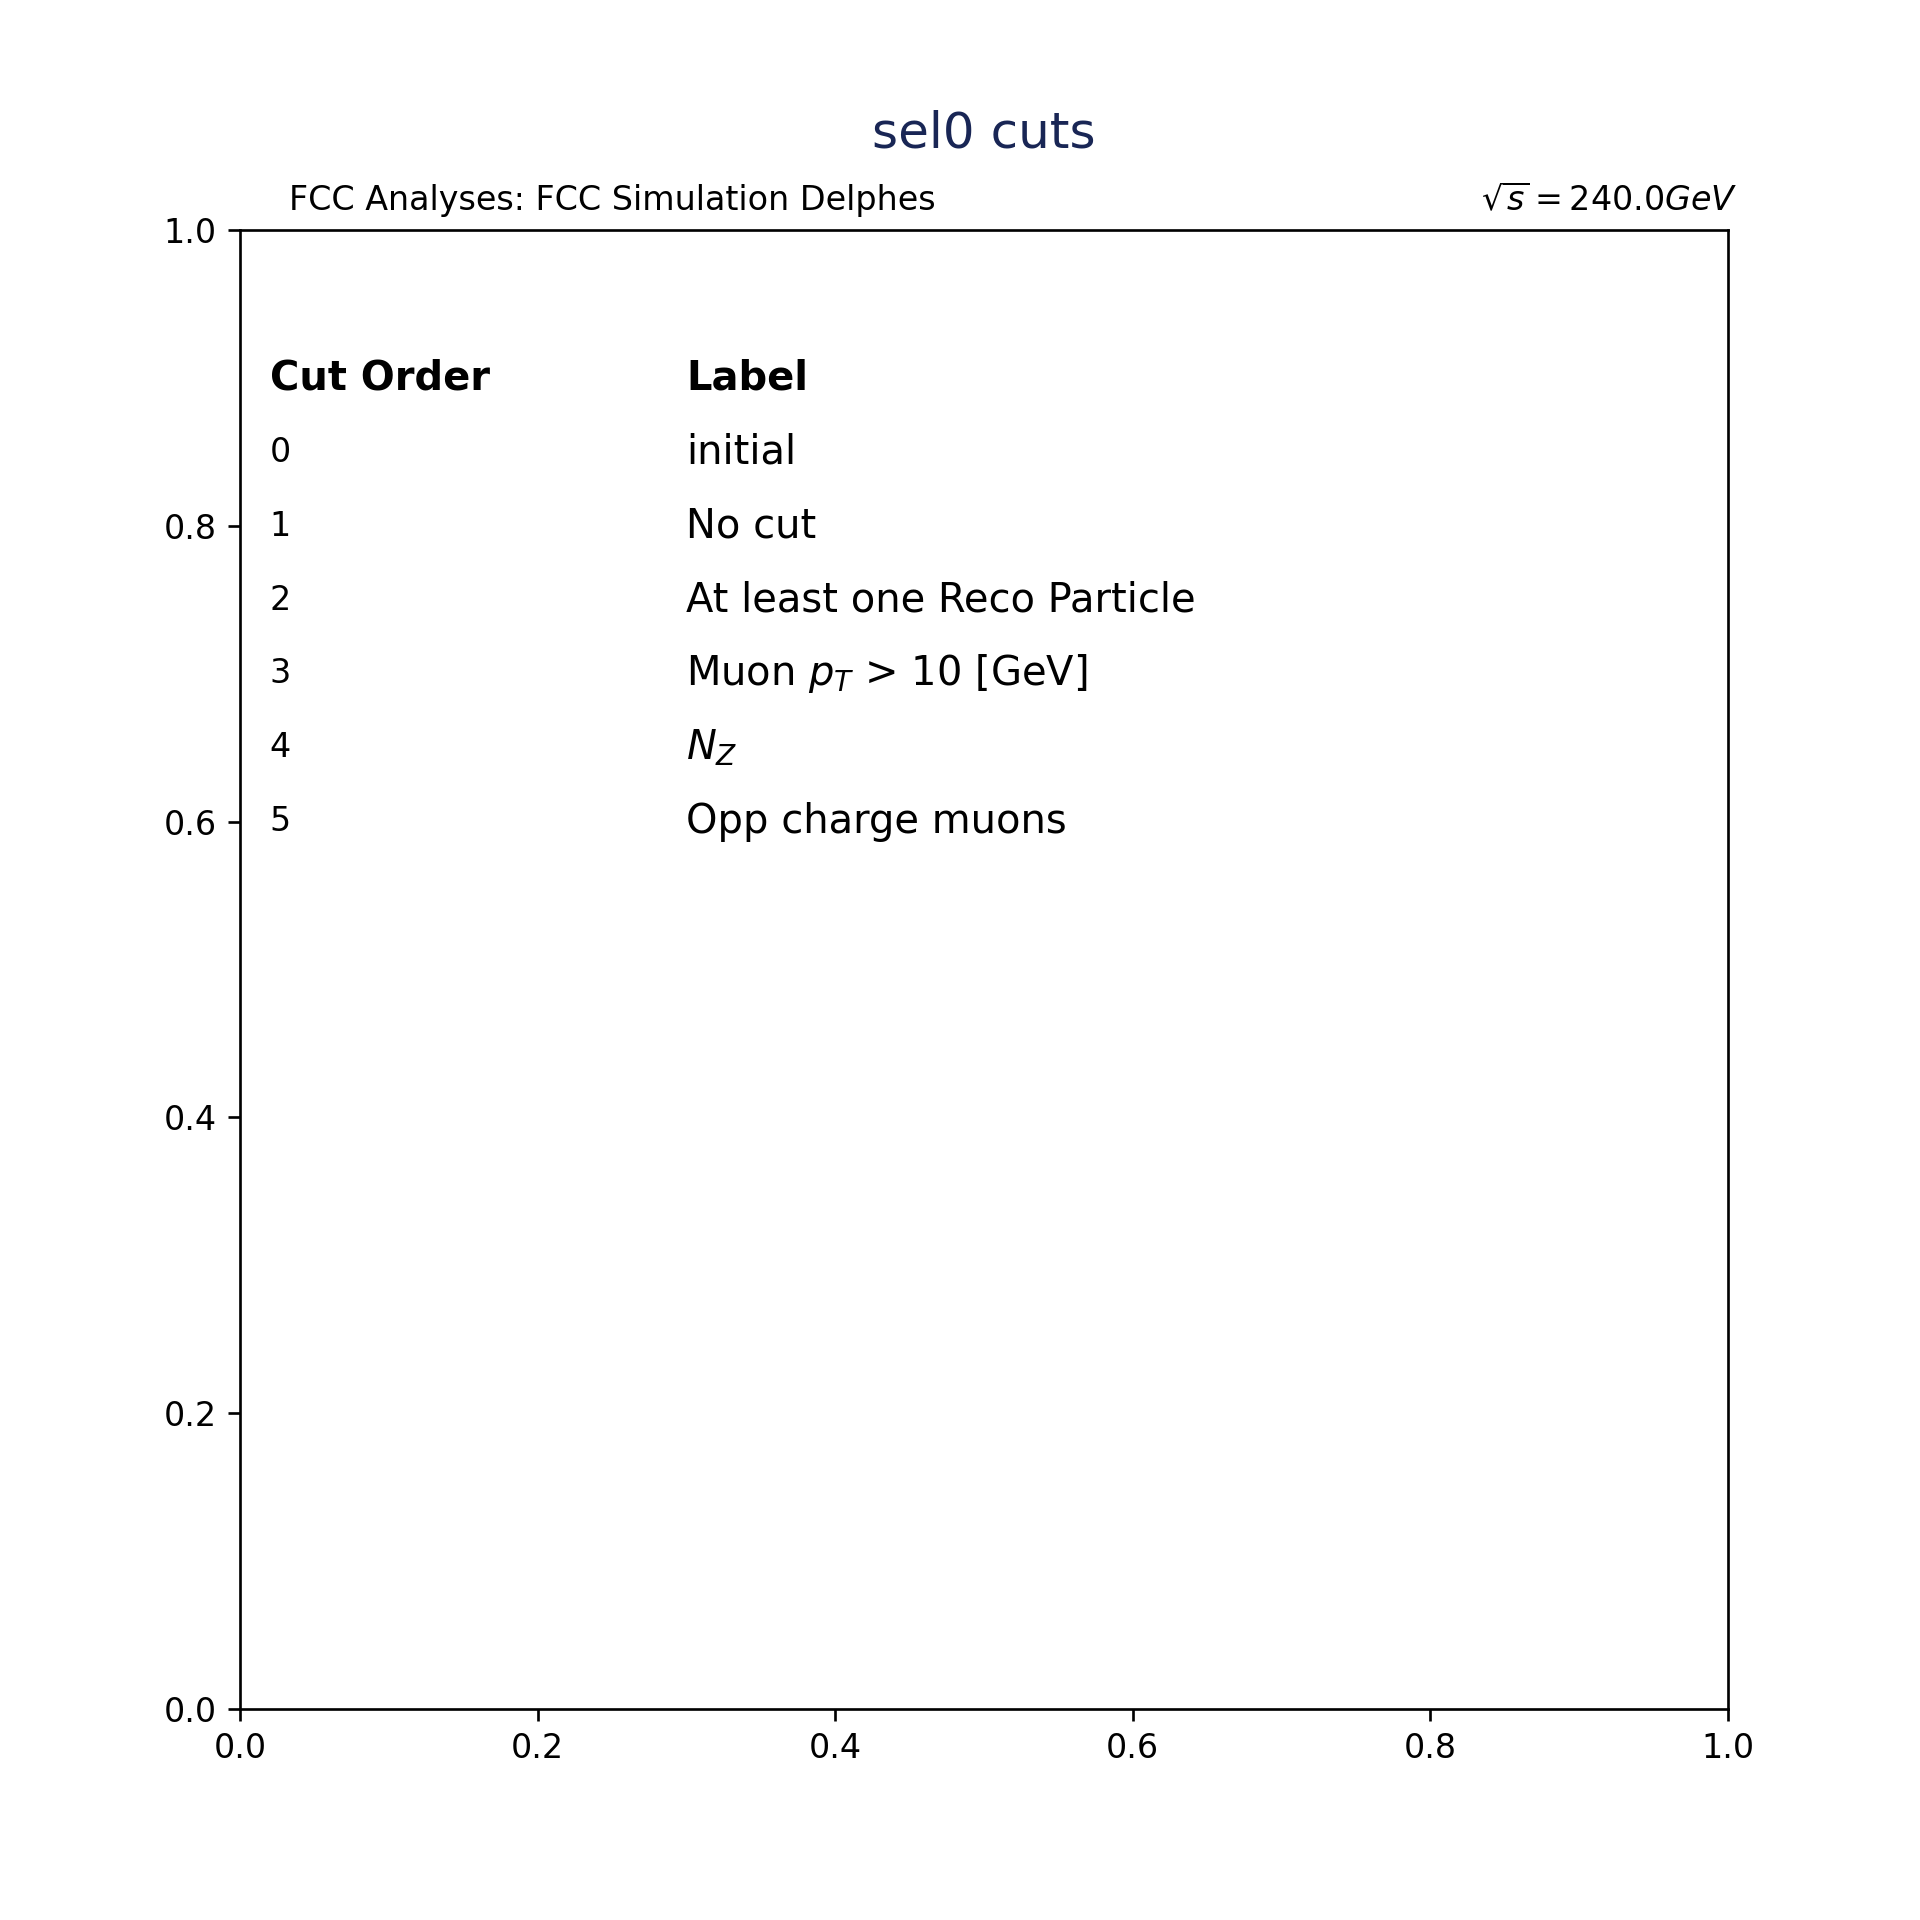 sel0 cuts
FCC Analyses: FCC Simulation Delphes √s = 240.0GeV
1.0
Cut Order Label
0 initial
0.8 1 No cut
2 At least one Reco Particle
3 Muon p_T > 10 [GeV]
4 N_Z
0.6 5 Opp charge muons
0.4
0.2
0.0
0.0 0.2 0.4 0.6 0.8 1.0